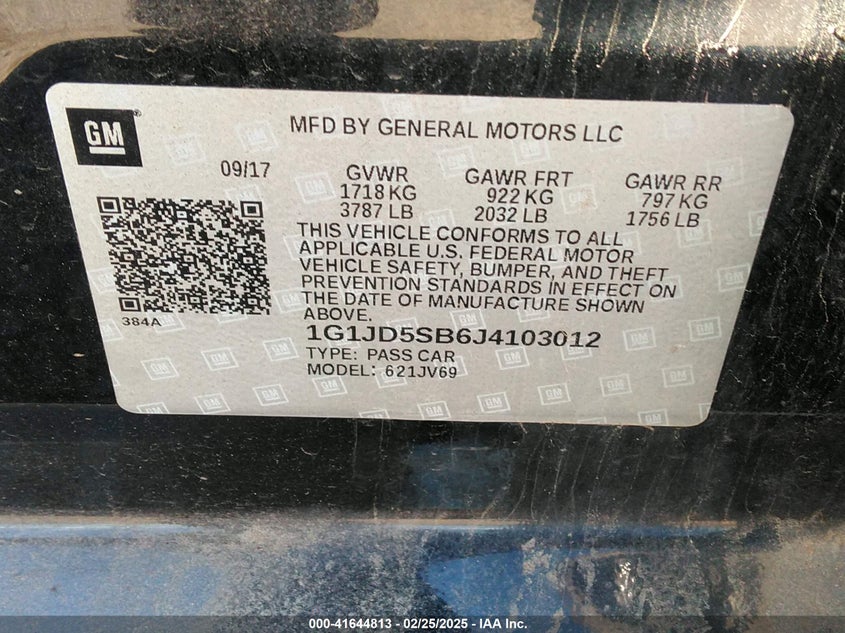 GM
MFD BY GENERAL MOTORS LLC
09/17
GVWR GAWR FRT GAWR RR
1718 KG 922 KG 797 KG
3787 LB 2032 LB 1756 LB
THIS VEHICLE CONFORMS TO ALL
APPLICABLE U.S. FEDERAL MOTOR
VEHICLE SAFETY, BUMPER, AND THEFT
PREVENTION STANDARDS IN EFFECT ON
THE DATE OF MANUFACTURE SHOWN
ABOVE.
384A
1G1JD5SB6J4103012
TYPE: PASS CAR
MODEL: 621JV69
000-41644813 - 02/25/2025 - IAA Inc.